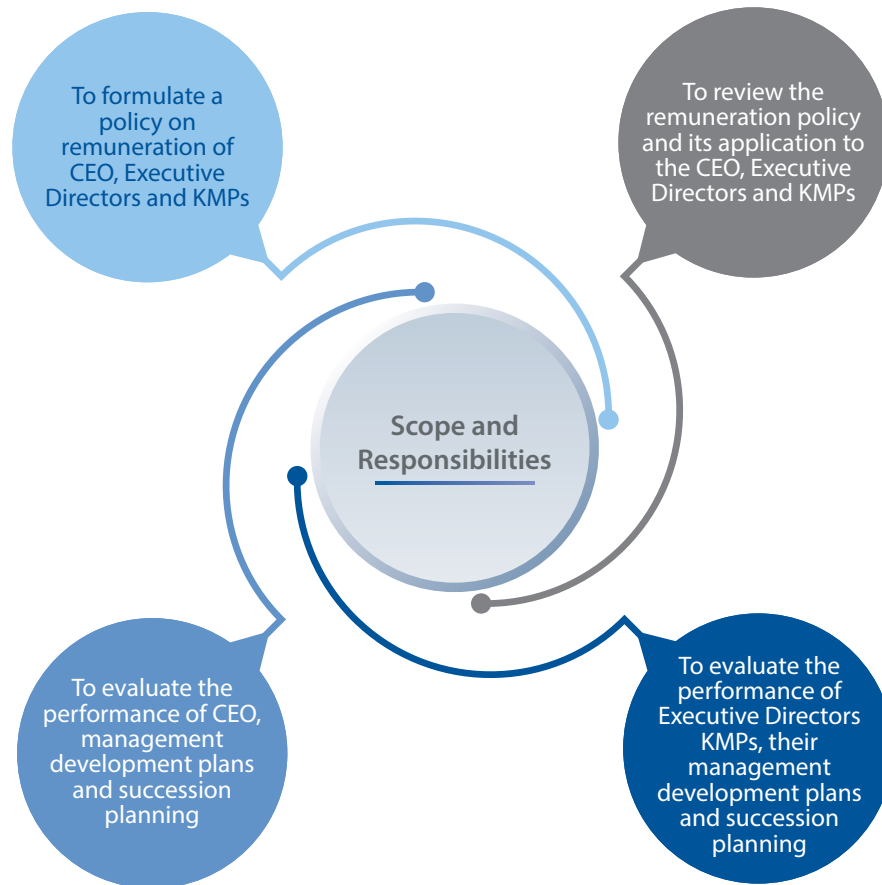 To formulate a
policy on
remuneration of
CEO, Executive
Directors and KMPs
To review the
remuneration policy
and its application to
the CEO, Executive
Directors and KMPs
Scope and
Responsibilities
To evaluate the
performance of CEO,
management
development plans
and succession
planning
To evaluate the
performance of
Executive Directors
KMPs, their
management
development plans
and succession
planning